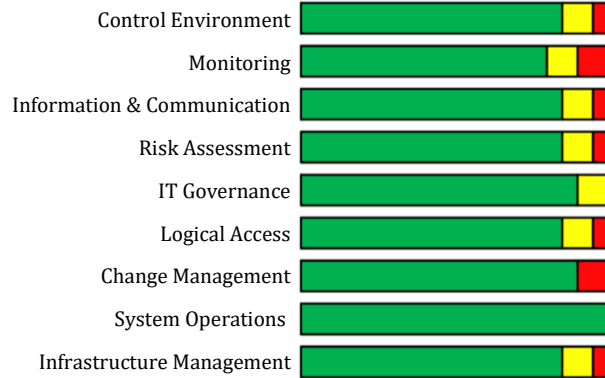 Control Environment
Monitoring
Information & Communication
Risk Assessment
IT Governance
Logical Access
Change Management
System Operations
Infrastructure Management